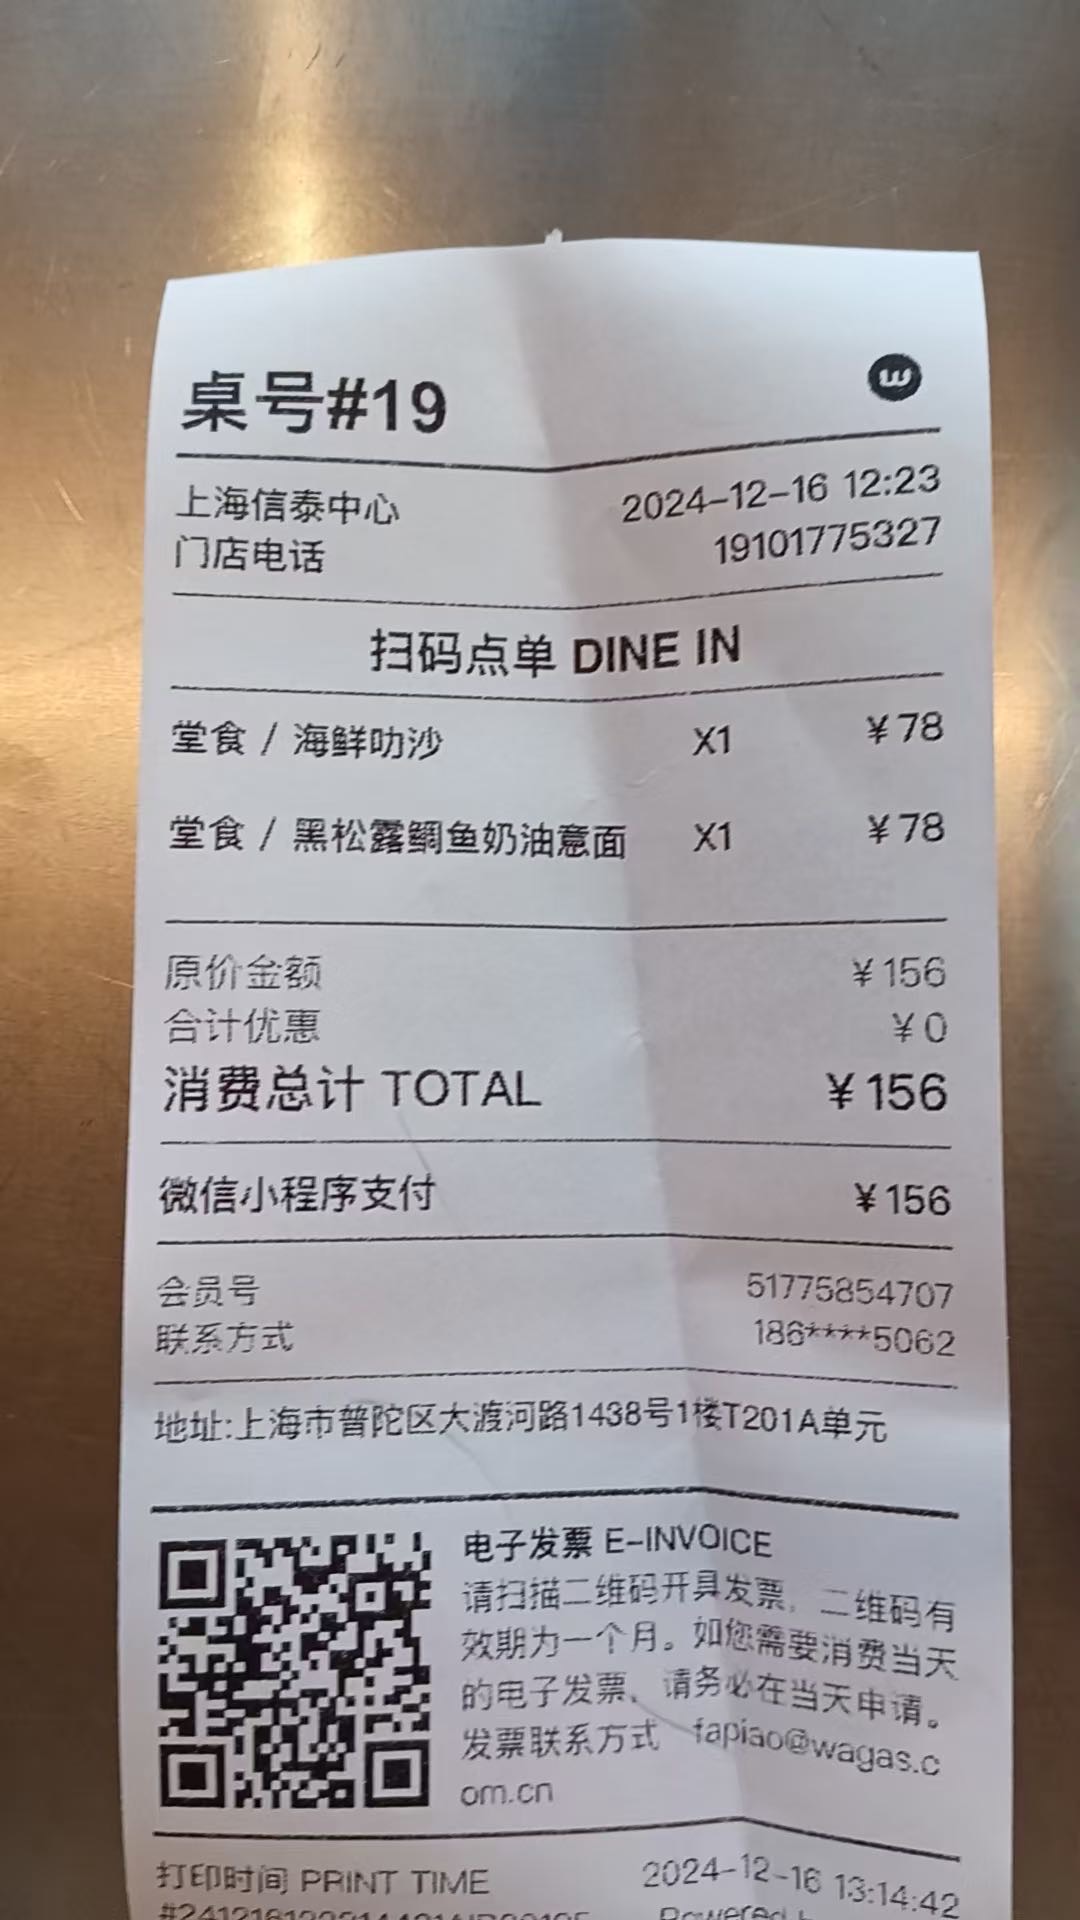 桌号#19
w
上海信泰中心 2024-12-16 12:23
门店电话 19101775327
扫码点单 DINE IN
堂食 / 海鲜叻沙 X1 ¥78
堂食 / 黑松露鲷鱼奶油意面 X1 ¥78
原价金额 ¥156
合计优惠 ¥0
消费总计 TOTAL ¥156
微信小程序支付 ¥156
会员号 51775854707
联系方式 186****5062
地址:上海市普陀区大渡河路1438号1楼T201A单元
电子发票 E-INVOICE
请扫描二维码开具发票，二维码有
效期为一个月。如您需要消费当天
的电子发票，请务必在当天申请。
发票联系方式 fapiao@wagas.c
om.cn
打印时间 PRINT TIME 2024-12-16 13:14:42
Powered